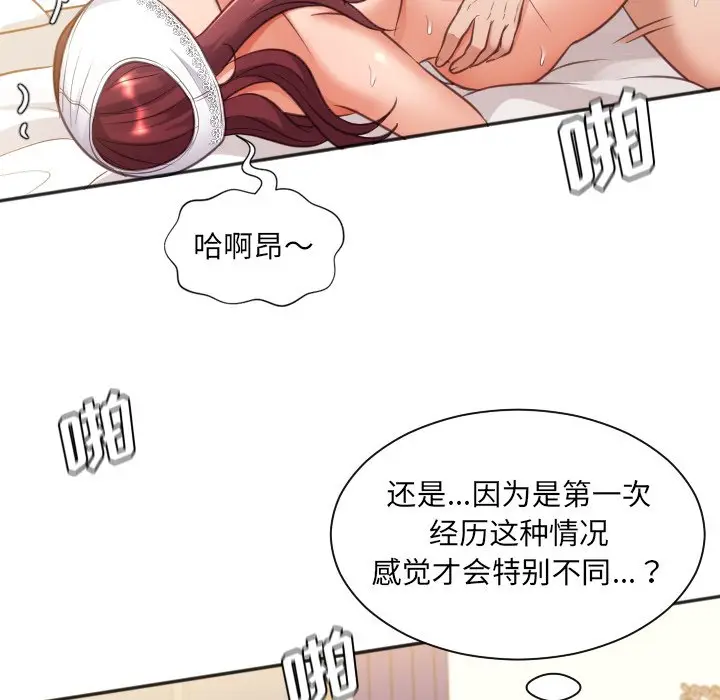 啪
哈啊昂～
啪
还是...因为是第一次
经历这种情况
感觉才会特别不同...？
啪